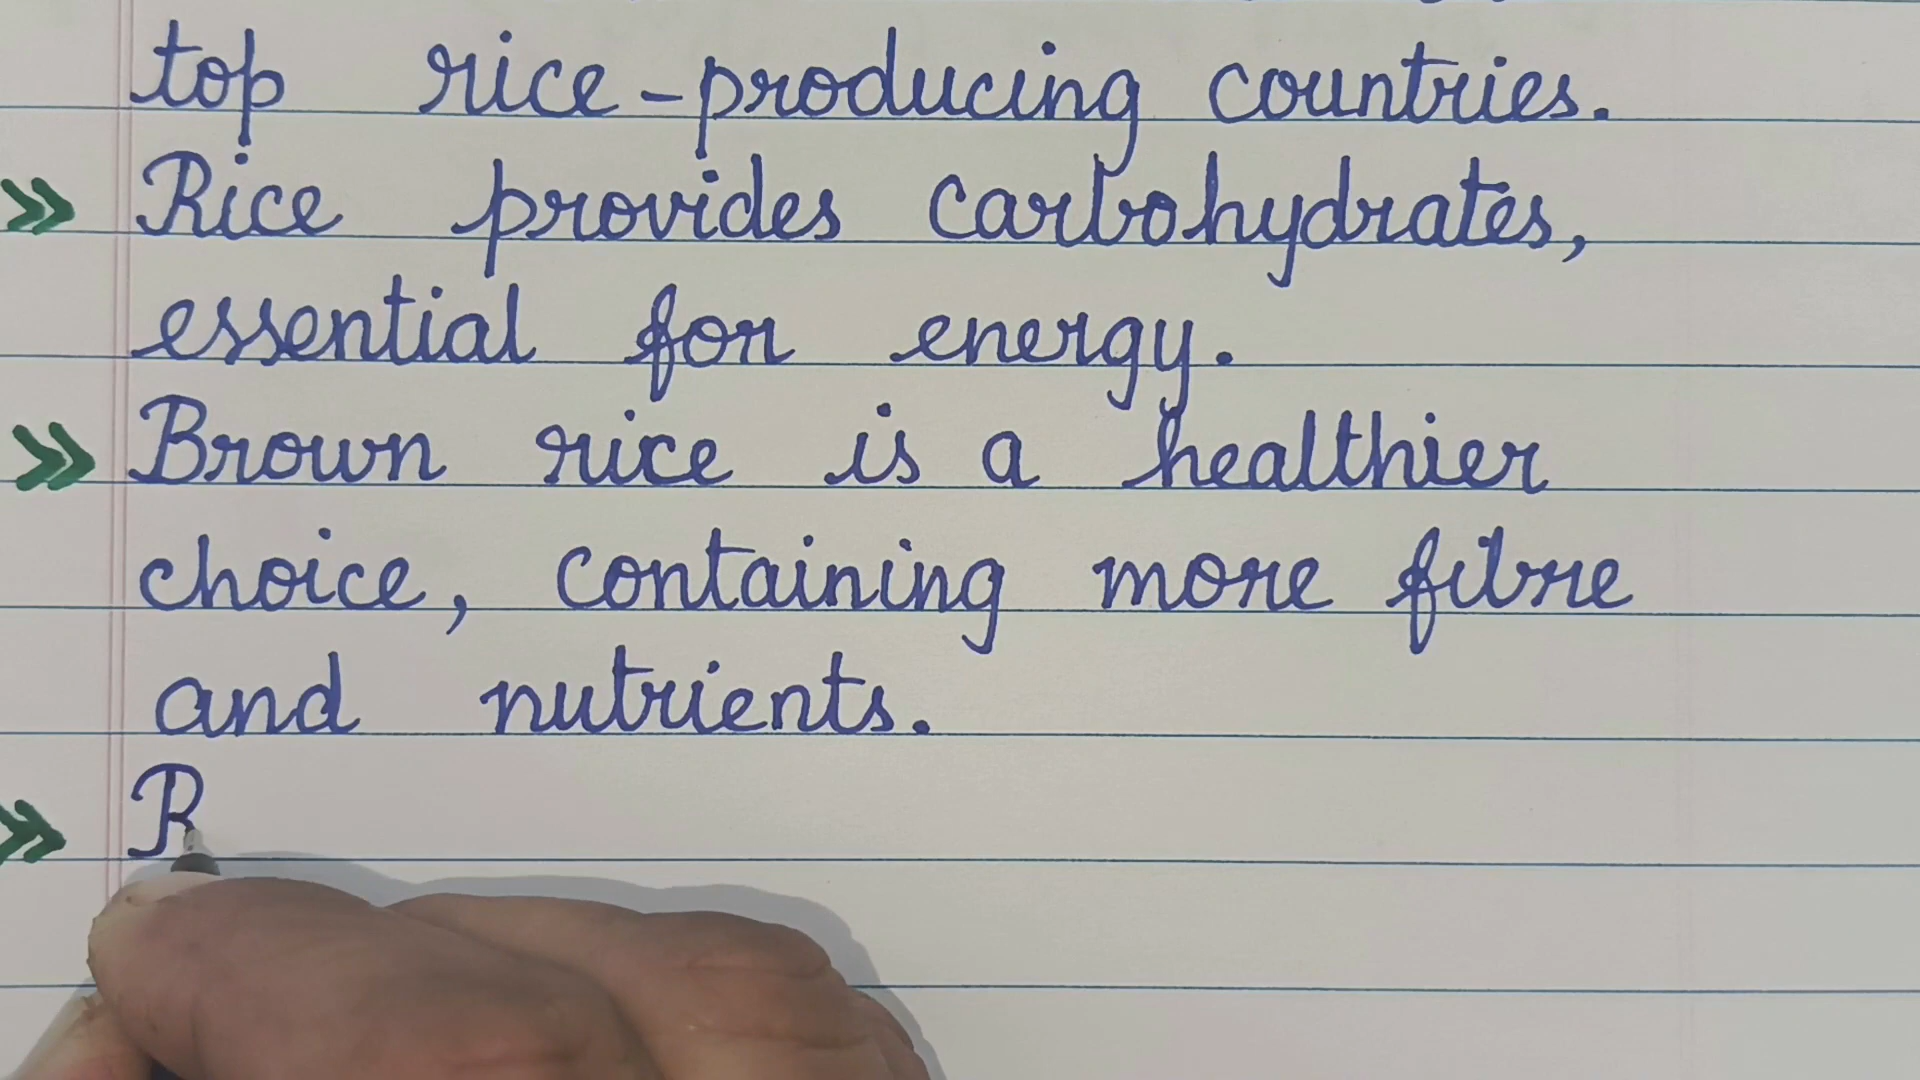 top rice-producing countries.
» Rice provides carbohydrates,
essential for energy.
» Brown rice is a healthier
choice, containing more fibre
and nutrients.
» R